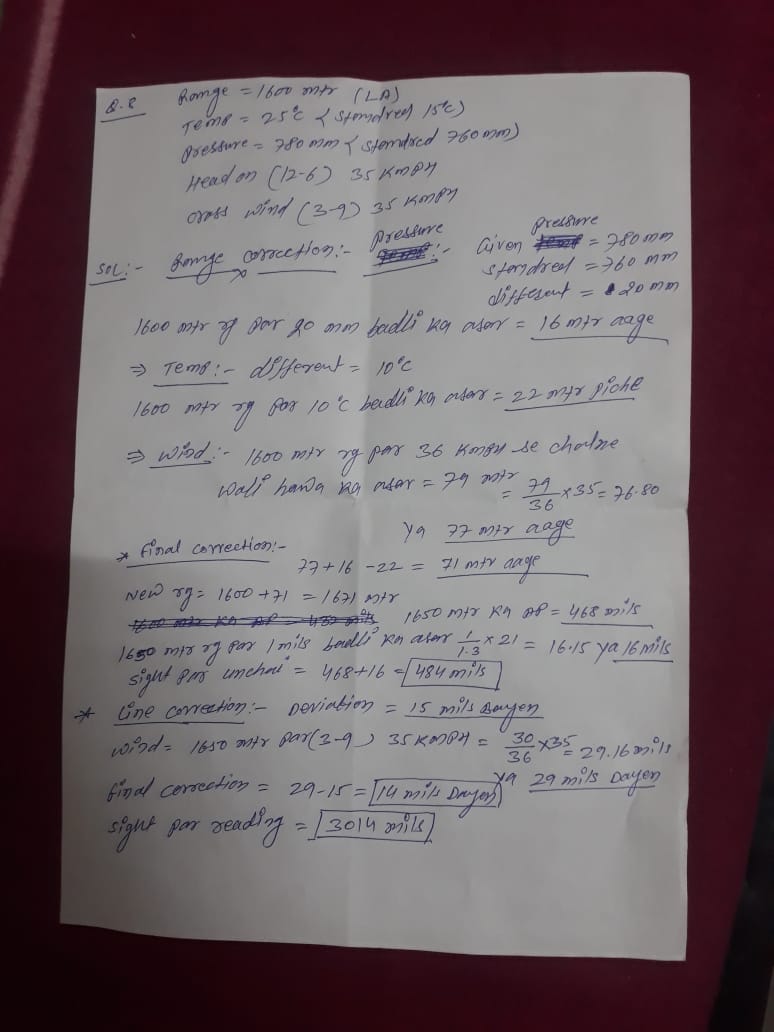 Q.8 Range = 1600 mtr (LA)
Temp = 25°C { Stomdred 15°C)
Pressure = 780 mm { Stomdred 760 mm)
Head on (12-6) 35 KMPH
cross wind (3-9) 35 KMPH
Sol:- Range correction:- Pressure :- Given Pressure = 780 mm
Stomdred = 760 mm
different = 20 mm
1600 mtr rg par 20 mm badli ka asar = 16 mtr aage
⇒ Temp:- different = 10°C
1600 mtr rg par 10°C badli ka asar = 22 mtr piche
⇒ Wind:- 1600 mtr rg par 36 KMPH se chalne
wali hawa ka asar = 79 mtr
= 79/36 × 35 = 76.80
ya 77 mtr aage
* Final correction:-
77 + 16 - 22 = 71 mtr aage
New rg = 1600 + 71 = 1671 mtr
1650 mtr ka AP = 468 mils
1650 mtr rg par 1 mils badli ka asar 1/1.3 × 21 = 16.15 ya 16 mils
Sight par unchai = 468 + 16 = 484 mils
* Line correction:- Deviation = 15 mils Bayen
Wind = 1650 mtr par (3-9) 35 KMPH = 30/36 × 35 = 29.16 mils
ya 29 mils Dayen
final correction = 29 - 15 = 14 mils Dayen
Sight par reading = 3014 mils